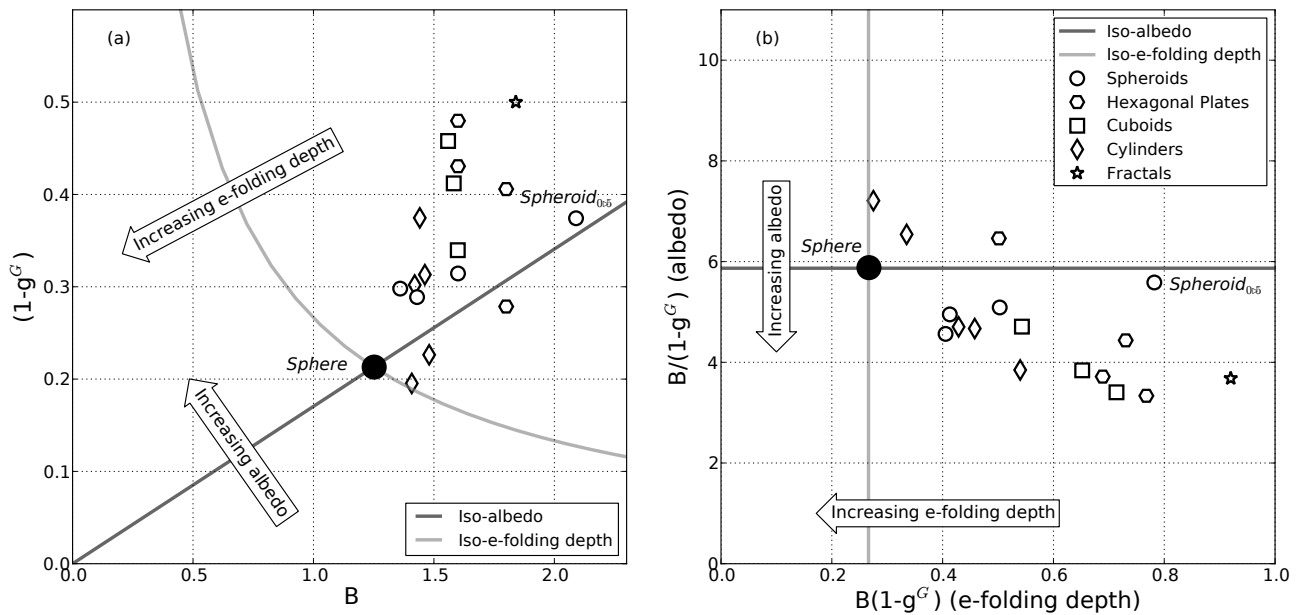 (a)
0.5
0.4
0.3
0.2
0.1
0.0
(1-g^G)
Increasing e-folding depth
Spheroid_{0:5}
Sphere
Increasing albedo
Iso-albedo
Iso-e-folding depth
0.0 0.5 1.0 1.5 2.0
B
(b)
10
8
6
4
2
0
B/(1-g^G) (albedo)
Iso-albedo
Iso-e-folding depth
Spheroids
Hexagonal Plates
Cuboids
Cylinders
Fractals
Increasing albedo
Sphere
Spheroid_{0:5}
Increasing e-folding depth
0.0 0.2 0.4 0.6 0.8 1.0
B(1-g^G) (e-folding depth)